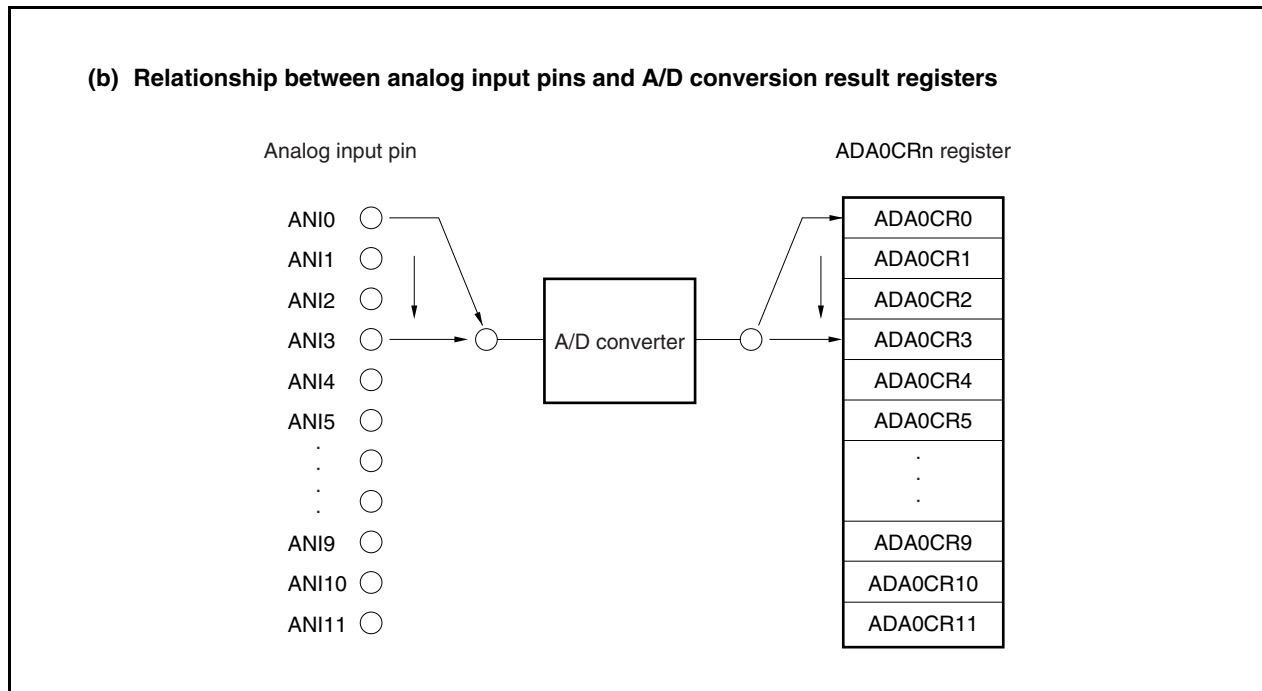 (b) Relationship between analog input pins and A/D conversion result registers
Analog input pin
ADA0CRn register
ANI0
ANI1
ANI2
ANI3
ANI4
ANI5
.
.
.
.
ANI9
ANI10
ANI11
A/D converter
ADA0CR0
ADA0CR1
ADA0CR2
ADA0CR3
ADA0CR4
ADA0CR5
.
.
.
ADA0CR9
ADA0CR10
ADA0CR11